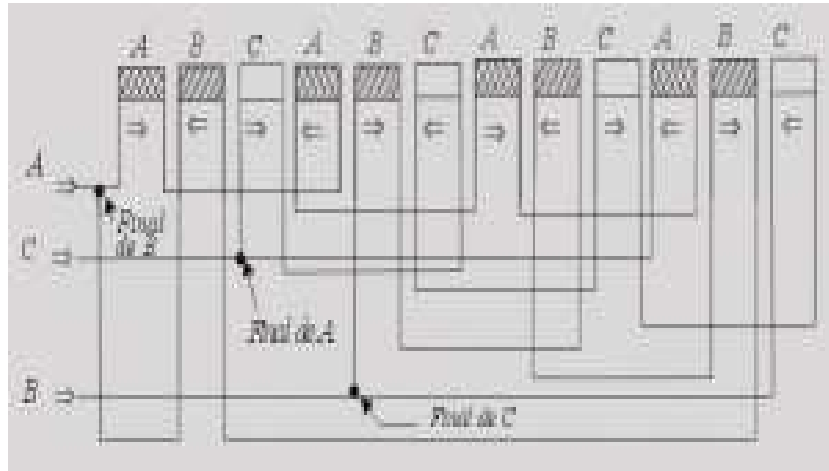 A B C A B C A B C A B C
A
Final
de B
C
Final de A
B
Final de C